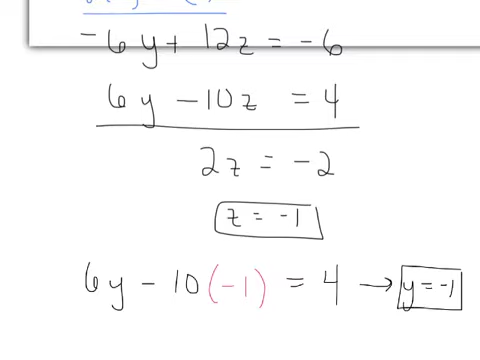 -6y + 12z = -6
6y - 10z = 4
2z = -2
z = -1
6y - 10(-1) = 4 → y = -1